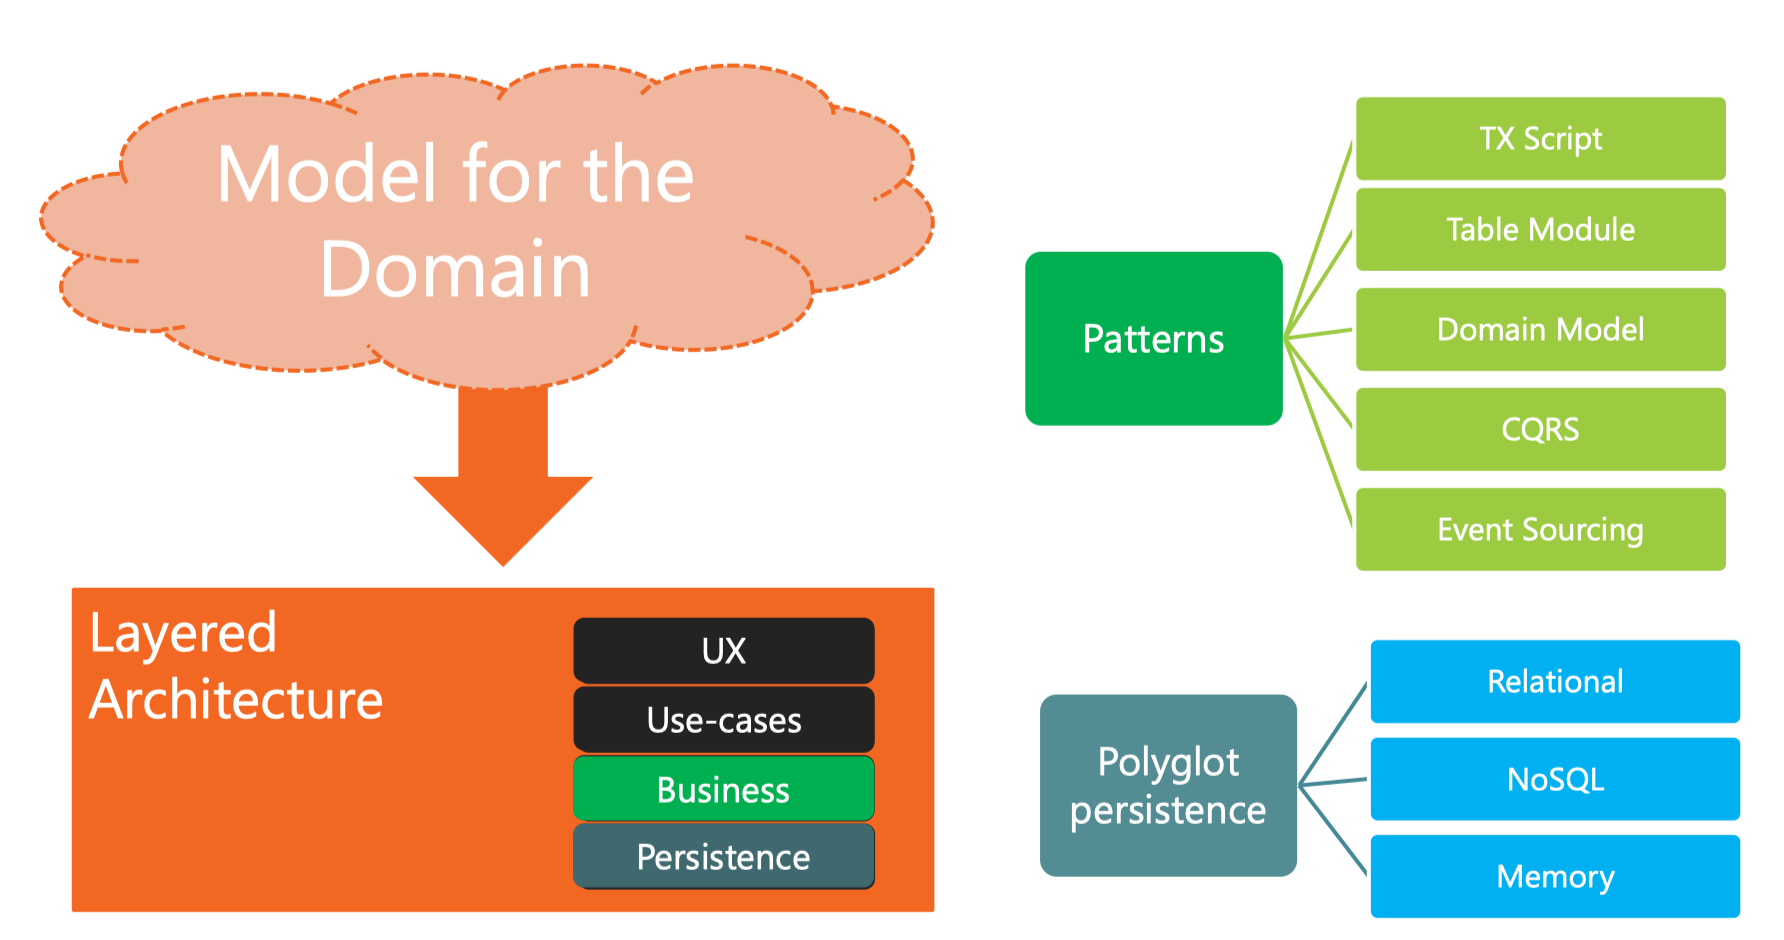 Model for the
Domain
Layered
Architecture
UX
Use-cases
Business
Persistence
Patterns
TX Script
Table Module
Domain Model
CQRS
Event Sourcing
Polyglot
persistence
Relational
NoSQL
Memory